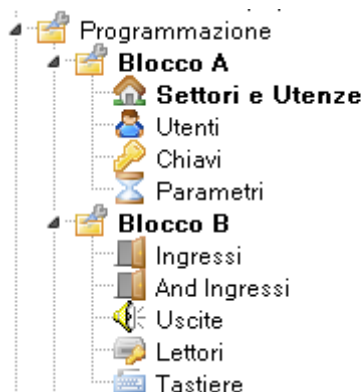 Programmazione
Blocco A
Settori e Utenze
Utenti
Chiavi
Parametri
Blocco B
Ingressi
And Ingressi
Uscite
Lettori
Tastiere